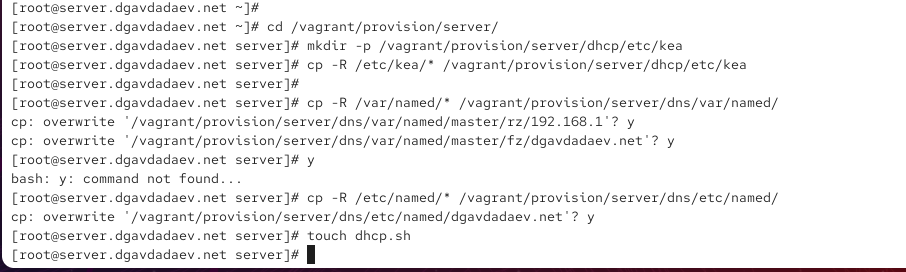 [root@server.dgavdadaev.net ~]#
[root@server.dgavdadaev.net ~]# cd /vagrant/provision/server/
[root@server.dgavdadaev.net server]# mkdir -p /vagrant/provision/server/dhcp/etc/kea
[root@server.dgavdadaev.net server]# cp -R /etc/kea/* /vagrant/provision/server/dhcp/etc/kea
[root@server.dgavdadaev.net server]#
[root@server.dgavdadaev.net server]# cp -R /var/named/* /vagrant/provision/server/dns/var/named/
cp: overwrite '/vagrant/provision/server/dns/var/named/master/rz/192.168.1'? y
cp: overwrite '/vagrant/provision/server/dns/var/named/master/fz/dgavdadaev.net'? y
[root@server.dgavdadaev.net server]# y
bash: y: command not found...
[root@server.dgavdadaev.net server]# cp -R /etc/named/* /vagrant/provision/server/dns/etc/named/
cp: overwrite '/vagrant/provision/server/dns/etc/named/dgavdadaev.net'? y
[root@server.dgavdadaev.net server]# touch dhcp.sh
[root@server.dgavdadaev.net server]#